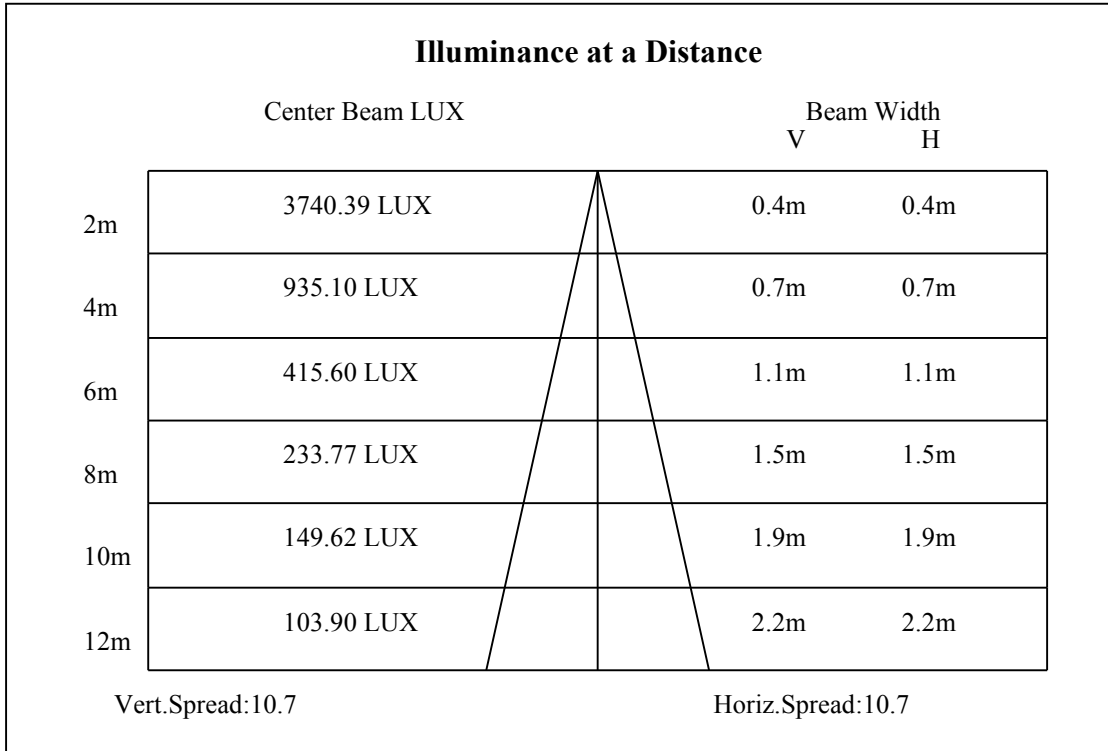 Illuminance at a Distance
Center Beam LUX Beam Width
V H
2m 3740.39 LUX 0.4m 0.4m
4m 935.10 LUX 0.7m 0.7m
6m 415.60 LUX 1.1m 1.1m
8m 233.77 LUX 1.5m 1.5m
10m 149.62 LUX 1.9m 1.9m
12m 103.90 LUX 2.2m 2.2m
Vert.Spread:10.7 Horiz.Spread:10.7